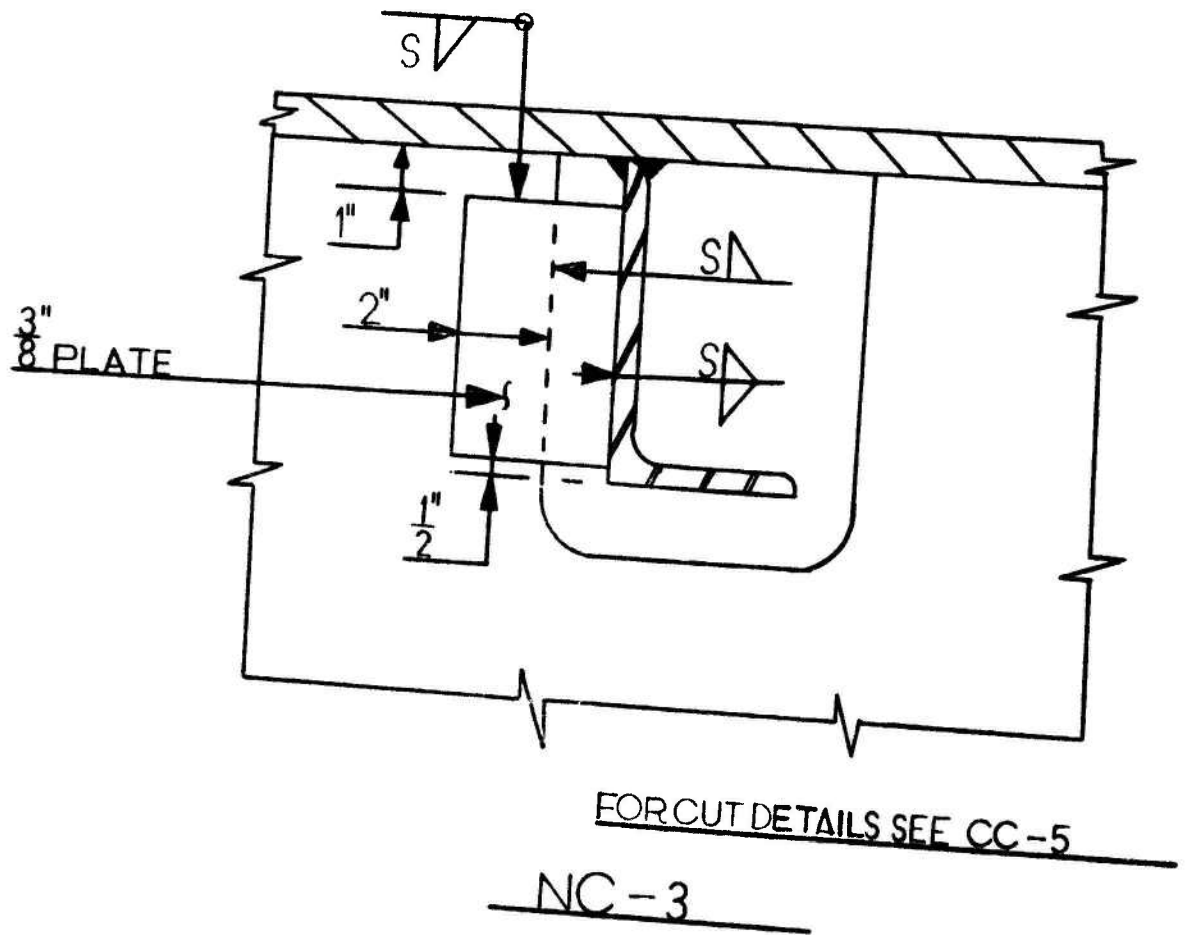 S
1"
S
2"
3/8" PLATE
S
1/2"
FOR CUT DETAILS SEE CC-5
NC-3